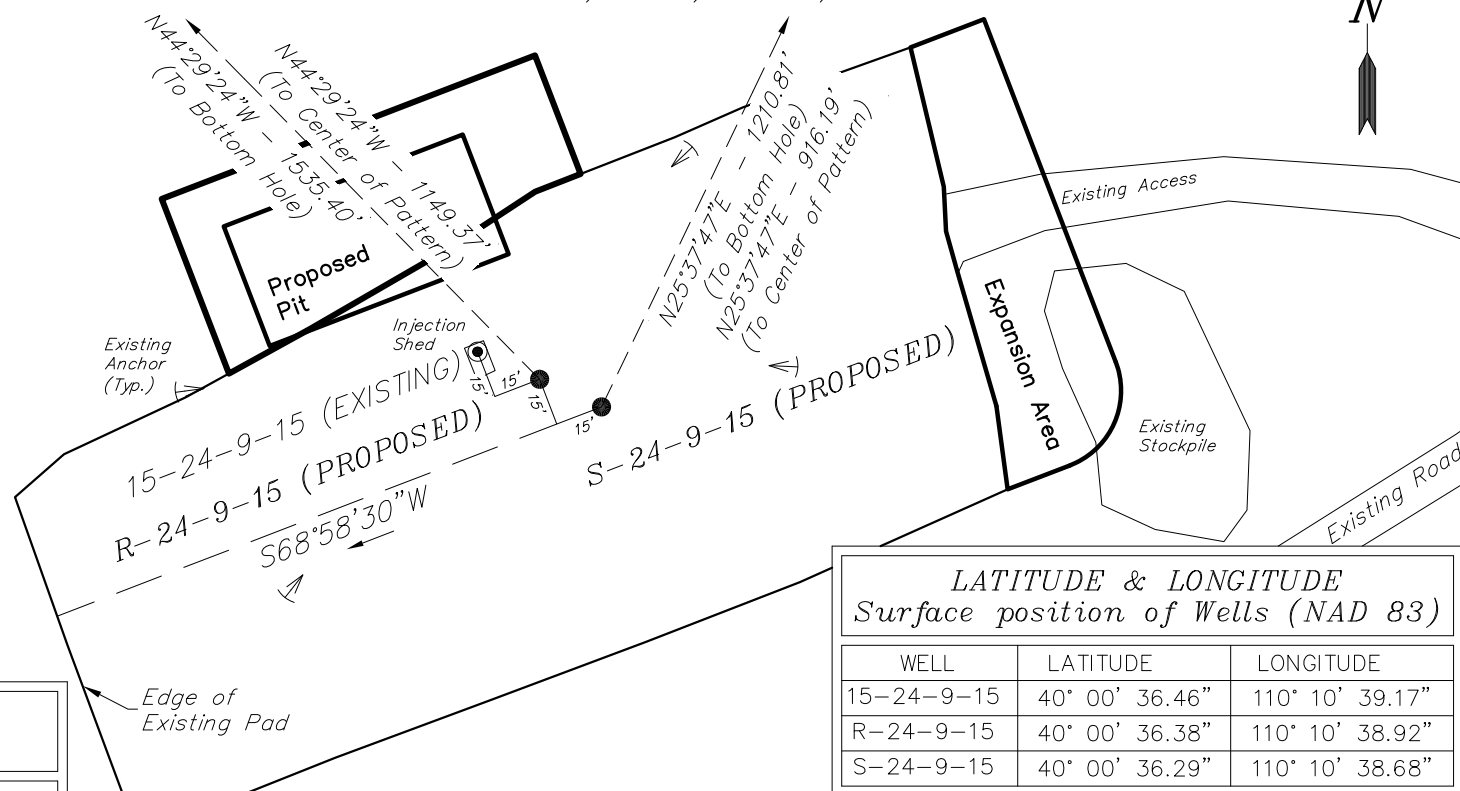 N
N44°29'24"W - 1535.40'
(To Bottom Hole)
N44°29'24"W - 1149.37'
(To Center of Pattern)
N25°37'47"E - 1210.81'
(To Bottom Hole)
N25°37'47"E - 916.19'
(To Center of Pattern)
Existing Access
Proposed
Pit
Expansion Area
Injection
Shed
Existing
Anchor
(Typ.)
15'
15'
15'
15'
15-24-9-15 (EXISTING)
R-24-9-15 (PROPOSED)
S-24-9-15 (PROPOSED)
S68°58'30"W
Existing
Stockpile
Existing Road
Edge of
Existing Pad
LATITUDE & LONGITUDE
Surface position of Wells (NAD 83)
WELL LATITUDE LONGITUDE
15-24-9-15 40° 00' 36.46" 110° 10' 39.17"
R-24-9-15 40° 00' 36.38" 110° 10' 38.92"
S-24-9-15 40° 00' 36.29" 110° 10' 38.68"